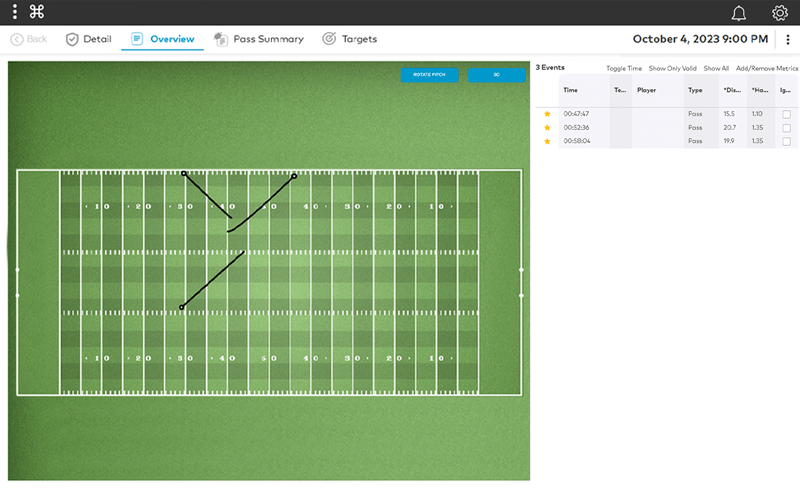 Back Detail Overview Pass Summary Targets October 4, 2023 9:00 PM
ROTATE PITCH 3D
3 Events Toggle Time Show Only Valid Show All Add/Remove Metrics
Time Te... Player Type *Dis... *Ha... Ig...
00:47:47 Pass 15.5 1.10
00:52:36 Pass 20.7 1.35
00:58:04 Pass 19.9 1.35
10 20 30 40 50 40 30 20 10
10 20 30 40 50 40 30 20 10